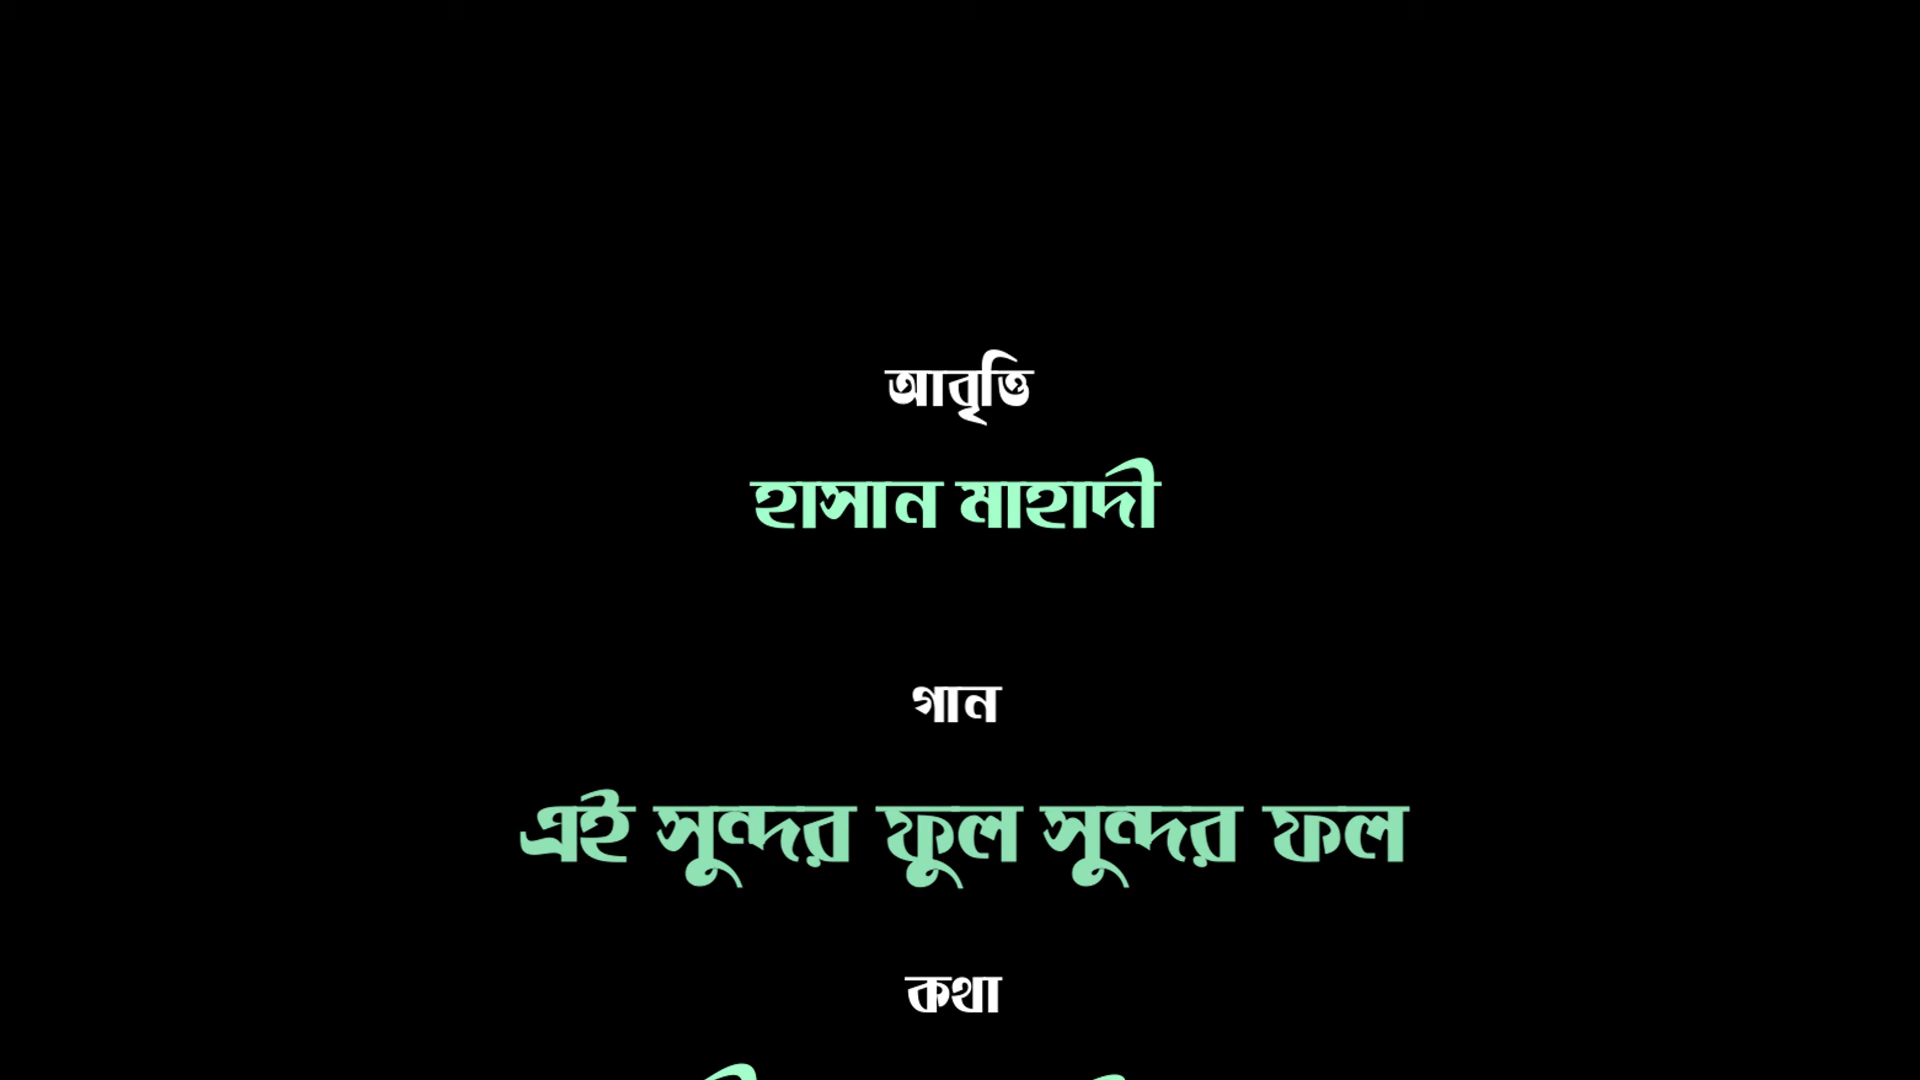 আবৃত্তি
হাসান মাহাদী
গান
এই সুন্দর ফুল সুন্দর ফল
কথা